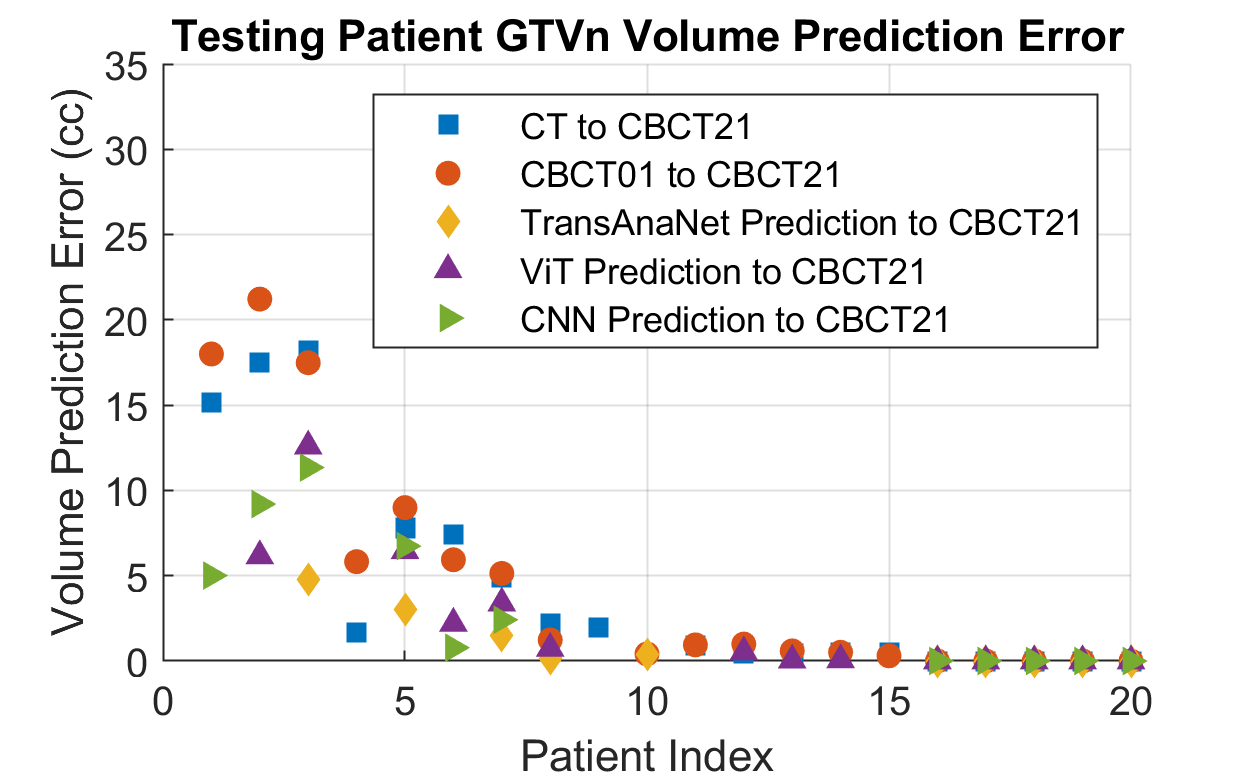 Testing Patient GTVn Volume Prediction Error
Volume Prediction Error (cc)
35
30
25
20
15
10
5
0
CT to CBCT21
CBCT01 to CBCT21
TransAnaNet Prediction to CBCT21
ViT Prediction to CBCT21
CNN Prediction to CBCT21
0 5 10 15 20
Patient Index